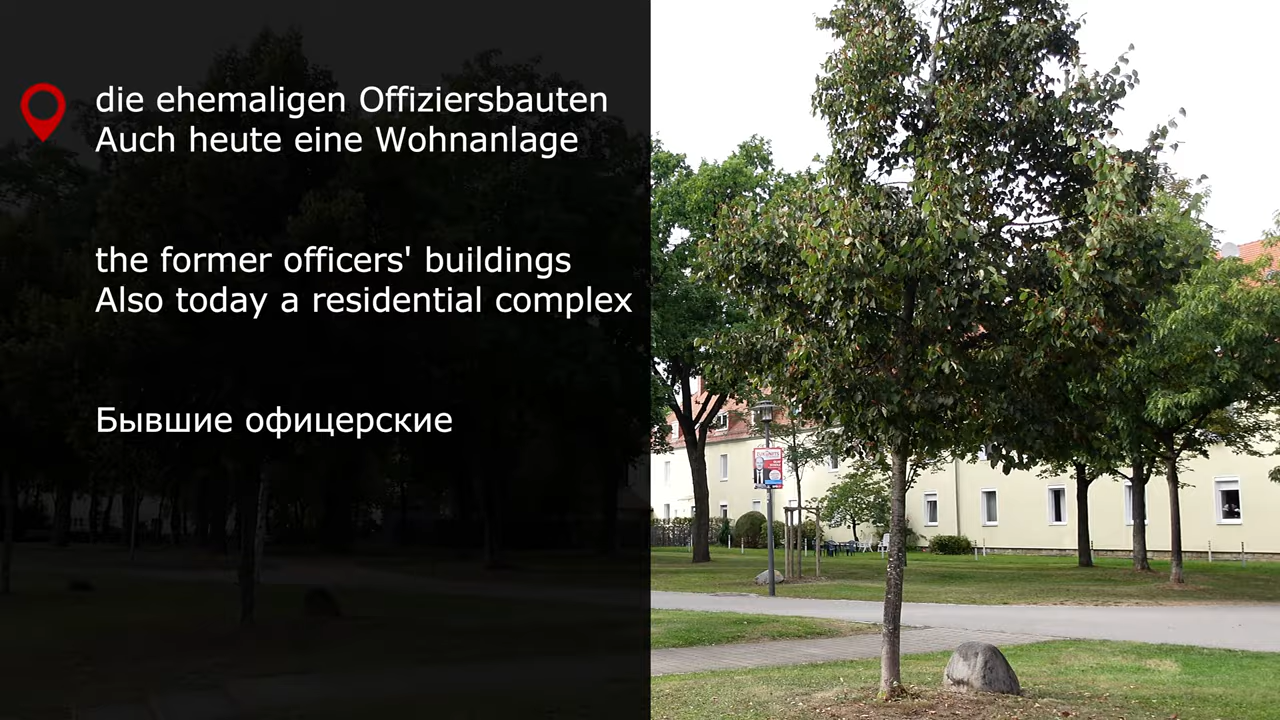 die ehemaligen Offiziersbauten
Auch heute eine Wohnanlage
the former officers' buildings
Also today a residential complex
Бывшие офицерские